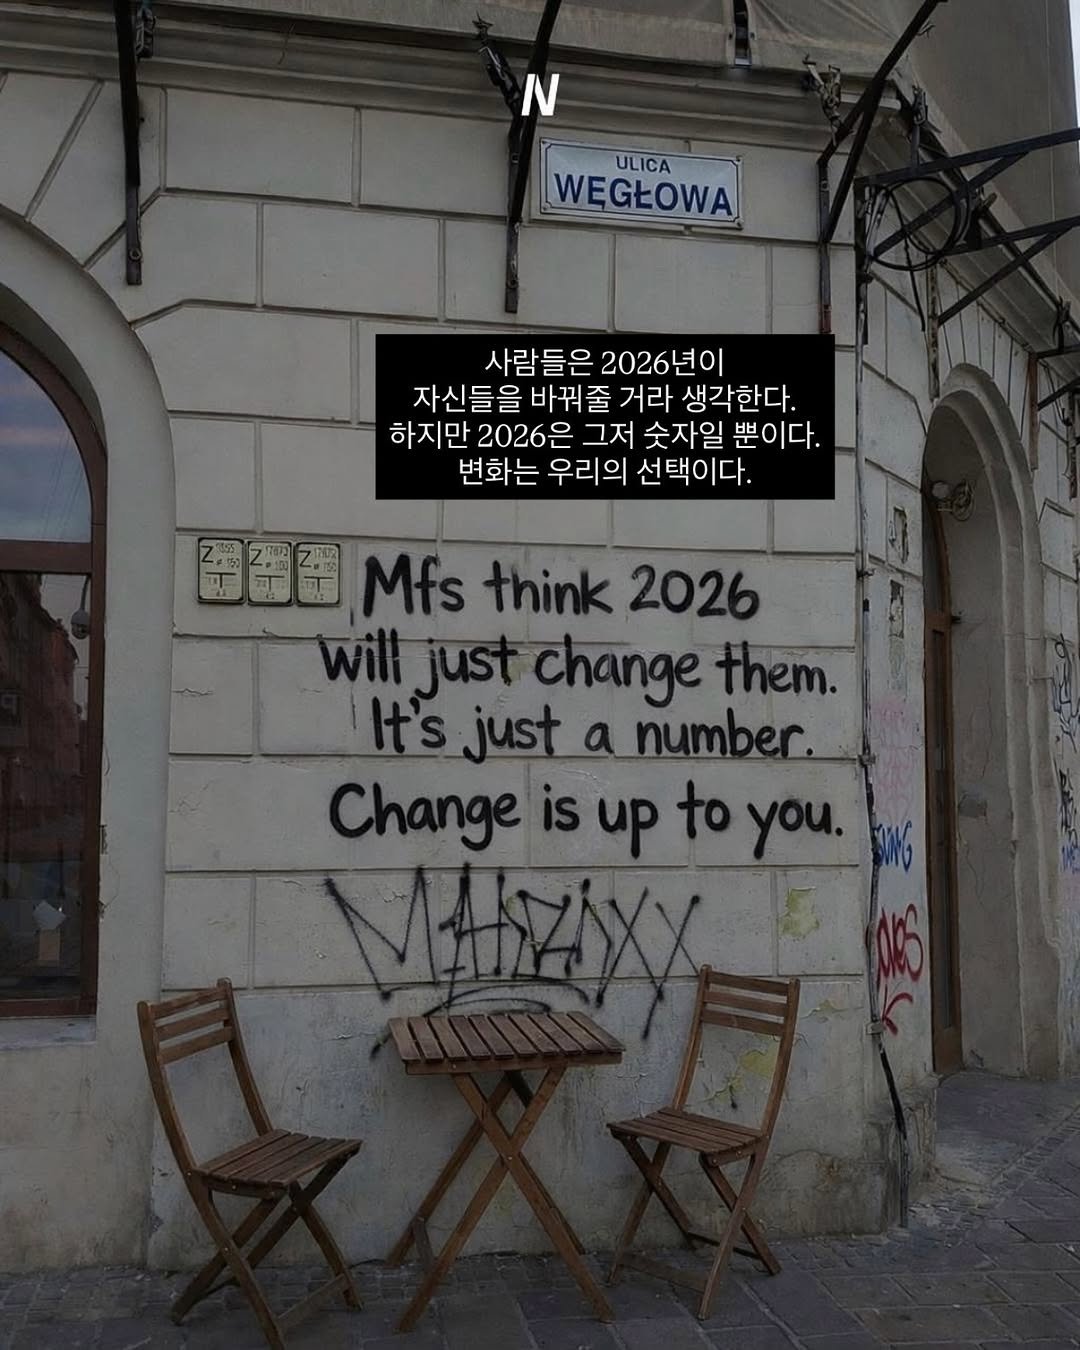 N
ULICA
WĘGŁOWA
사람들은 2026년이
자신들을 바꿔줄 거라 생각한다.
하지만 2026은 그저 숫자일 뿐이다.
변화는 우리의 선택이다.
Z Z Z
Mfs think 2026
will just change them.
It's just a number.
Change is up to you.